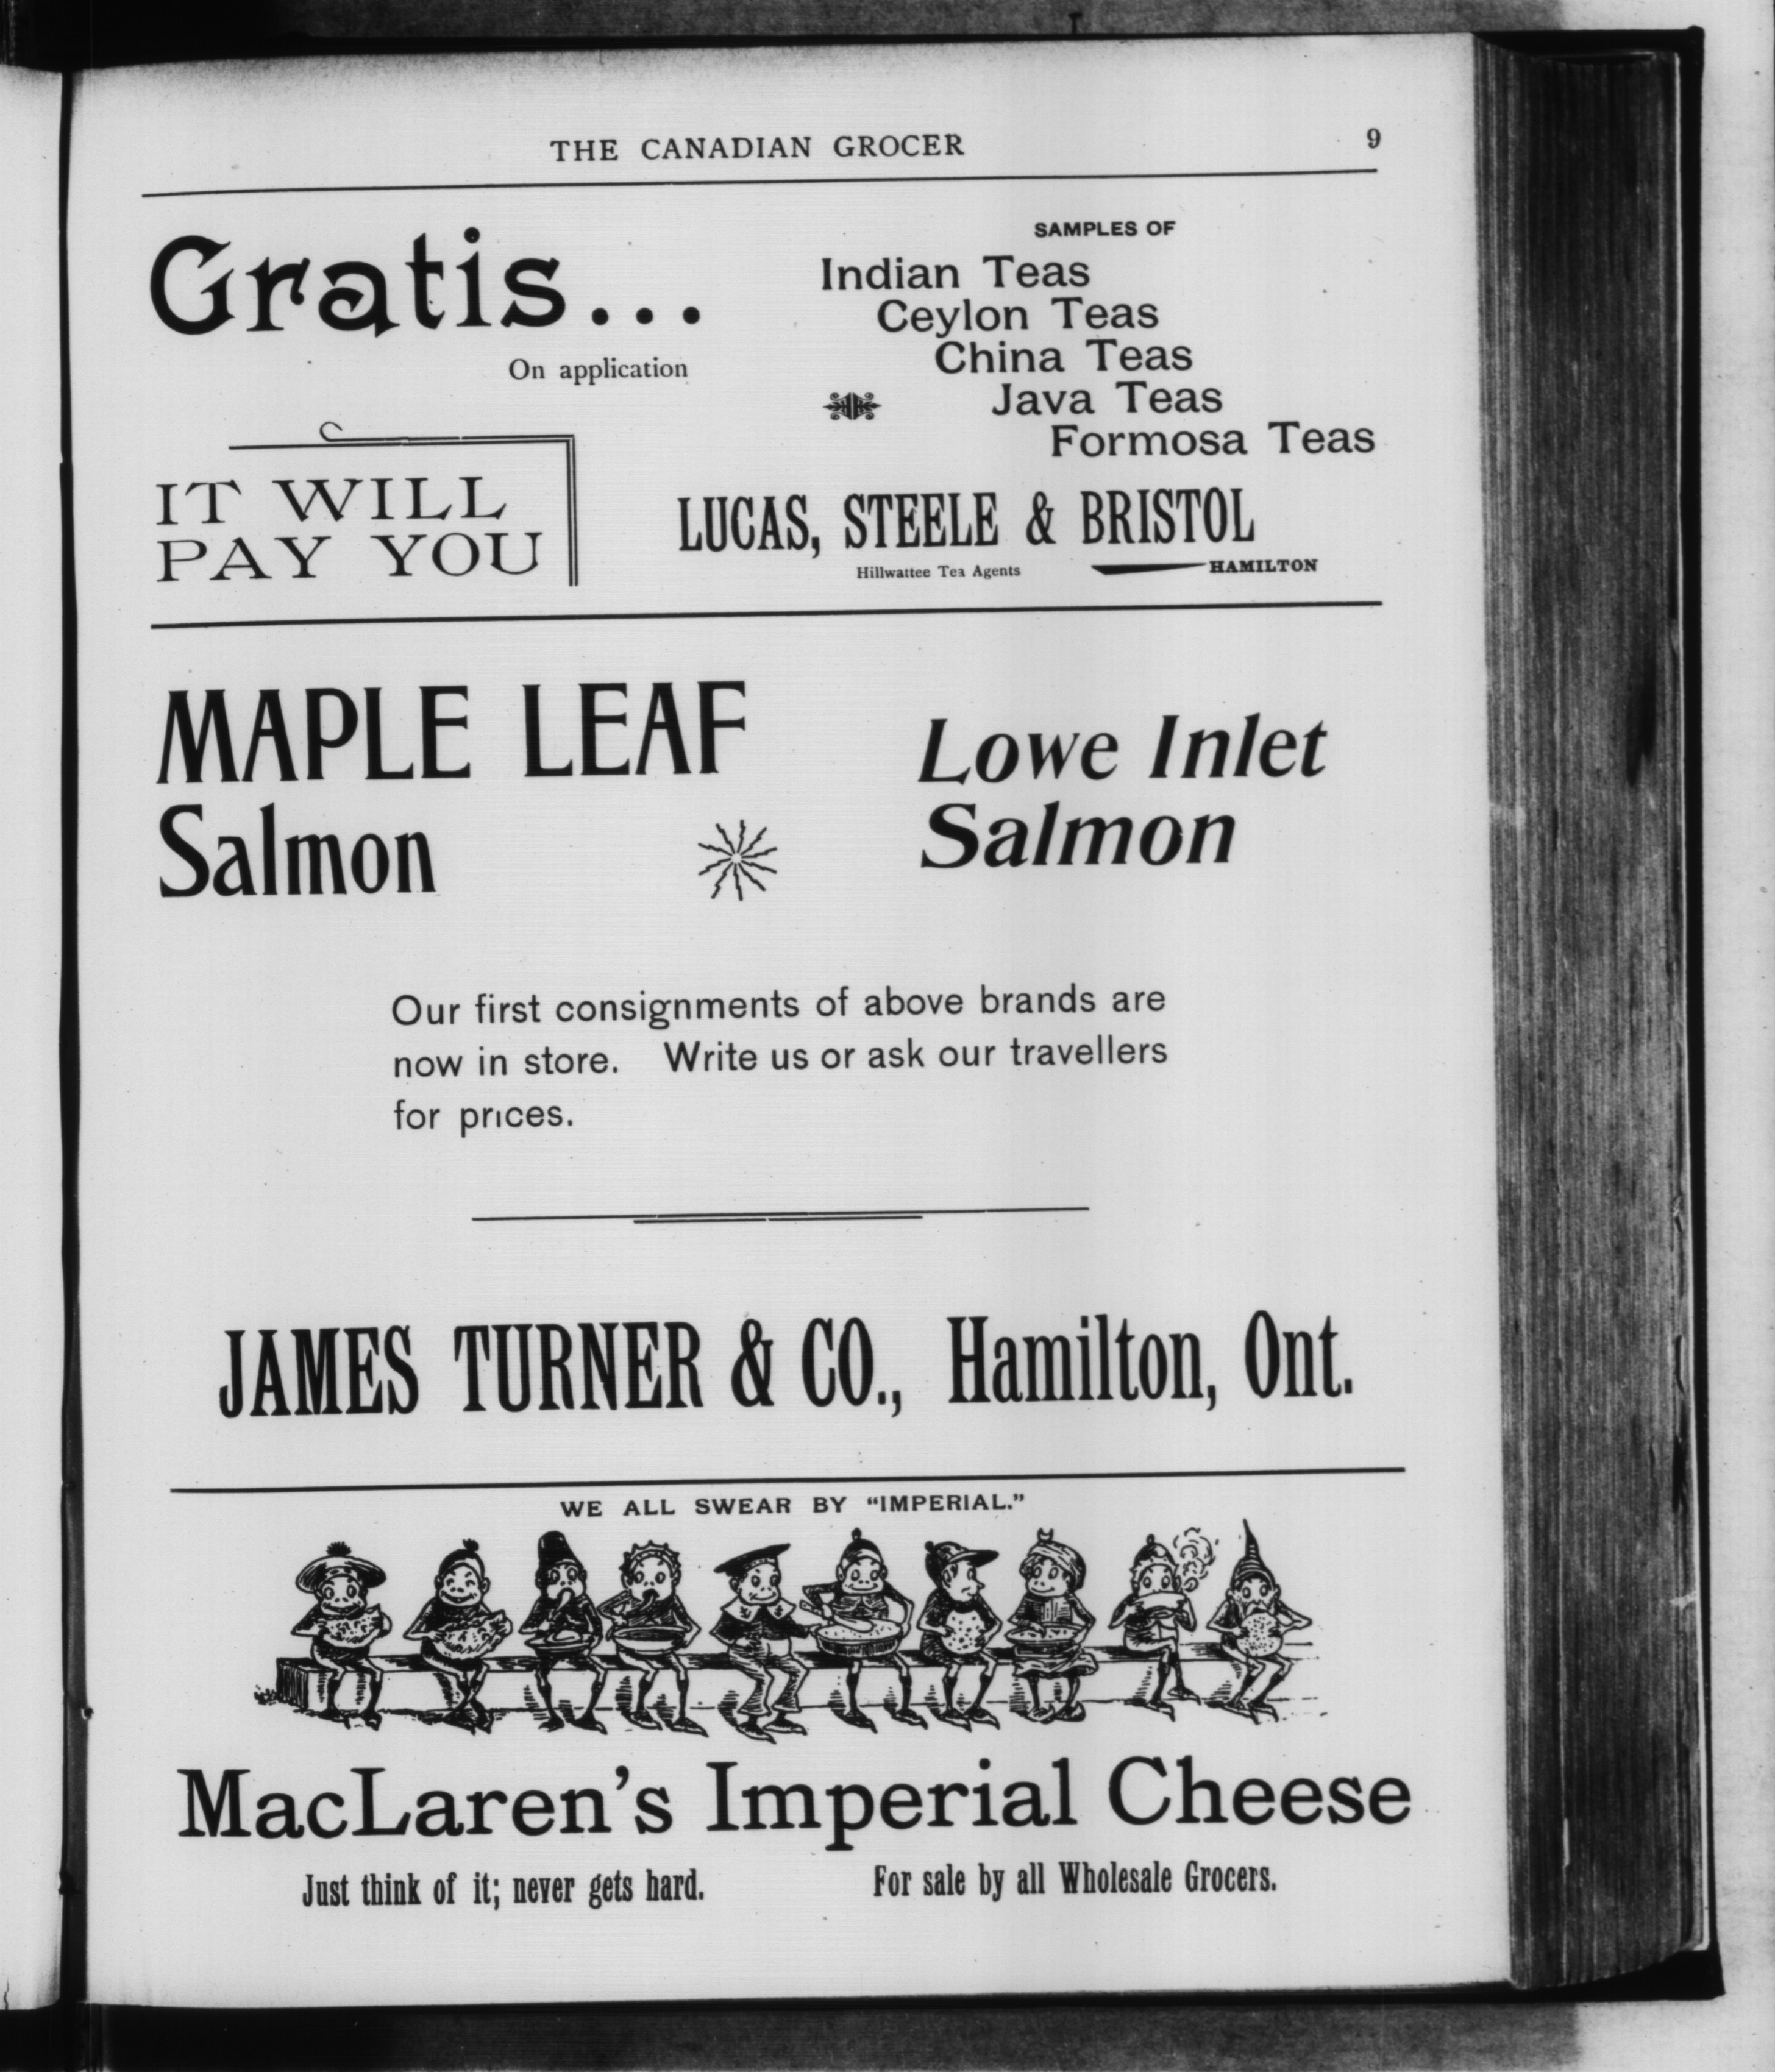 THE CANADIAN GROCER 9
Gratis...
On application
IT WILL
PAY YOU
SAMPLES OF
Indian Teas
Ceylon Teas
China Teas
Java Teas
Formosa Teas
LUCAS, STEELE & BRISTOL
Hillwattee Tea Agents HAMILTON
MAPLE LEAF
Salmon
Lowe Inlet
Salmon
Our first consignments of above brands are
now in store. Write us or ask our travellers
for prices.
JAMES TURNER & CO., Hamilton, Ont.
WE ALL SWEAR BY "IMPERIAL."
MacLaren's Imperial Cheese
Just think of it; never gets hard. For sale by all Wholesale Grocers.